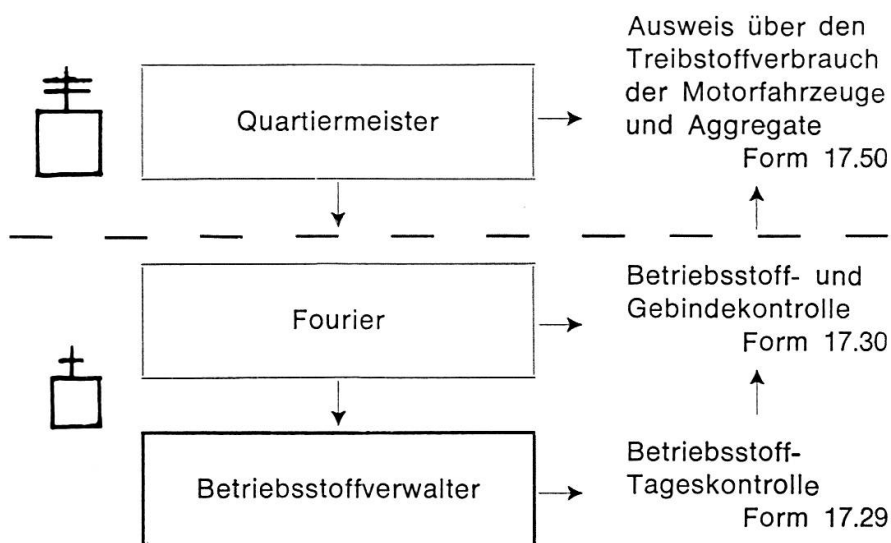 Quartiermeister
Ausweis über den
Treibstoffverbrauch
der Motorfahrzeuge
und Aggregate
Form 17.50
Fourier
Betriebsstoff- und
Gebindekontrolle
Form 17.30
Betriebsstoffverwalter
Betriebsstoff-
Tageskontrolle
Form 17.29